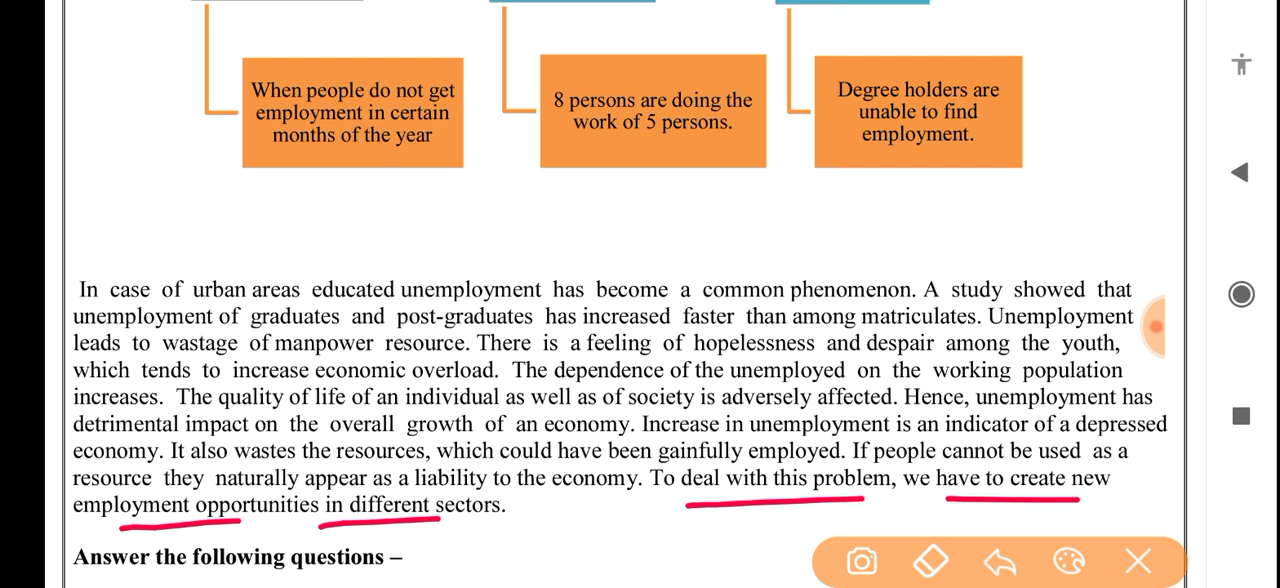 When people do not get
employment in certain
months of the year
8 persons are doing the
work of 5 persons.
Degree holders are
unable to find
employment.
In case of urban areas educated unemployment has become a common phenomenon. A study showed that
unemployment of graduates and post-graduates has increased faster than among matriculates. Unemployment
leads to wastage of manpower resource. There is a feeling of hopelessness and despair among the youth,
which tends to increase economic overload. The dependence of the unemployed on the working population
increases. The quality of life of an individual as well as of society is adversely affected. Hence, unemployment has
detrimental impact on the overall growth of an economy. Increase in unemployment is an indicator of a depressed
economy. It also wastes the resources, which could have been gainfully employed. If people cannot be used as a
resource they naturally appear as a liability to the economy. To deal with this problem, we have to create new
employment opportunities in different sectors.
Answer the following questions –